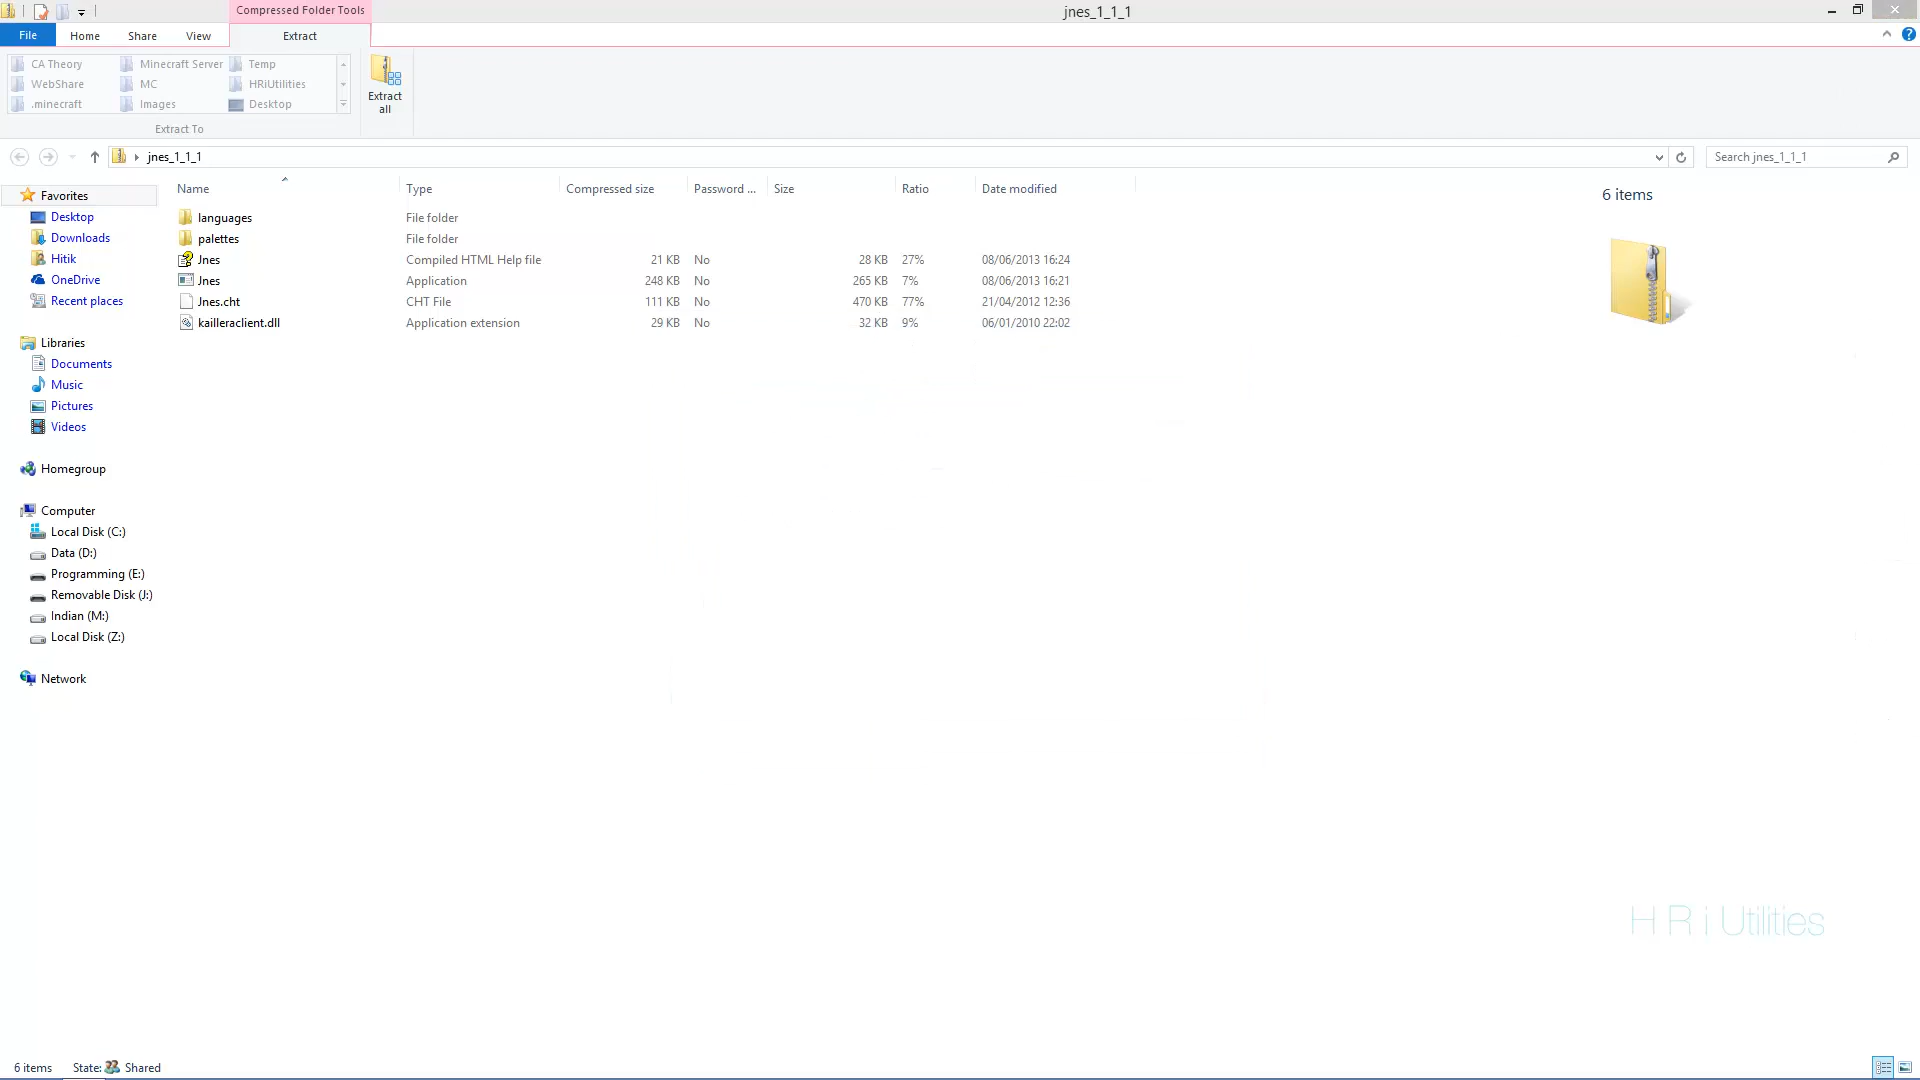 Compressed Folder Tools
jnes_1_1_1
File Home Share View Extract
CA Theory Minecraft Server Temp
WebShare MC HRiUtilities
.minecraft Images Desktop
Extract all
Extract To
jnes_1_1_1
Search jnes_1_1_1
Name Type Compressed size Password ... Size Ratio Date modified
languages File folder
palettes File folder
Jnes Compiled HTML Help file 21 KB No 28 KB 27% 08/06/2013 16:24
Jnes Application 248 KB No 265 KB 7% 08/06/2013 16:21
Jnes.cht CHT File 111 KB No 470 KB 77% 21/04/2012 12:36
kailleraclient.dll Application extension 29 KB No 32 KB 9% 06/01/2010 22:02
6 items
Favorites
Desktop
Downloads
Hitik
OneDrive
Recent places
Libraries
Documents
Music
Pictures
Videos
Homegroup
Computer
Local Disk (C:)
Data (D:)
Programming (E:)
Removable Disk (J:)
Indian (M:)
Local Disk (Z:)
Network
H R i Utilities
6 items State: Shared